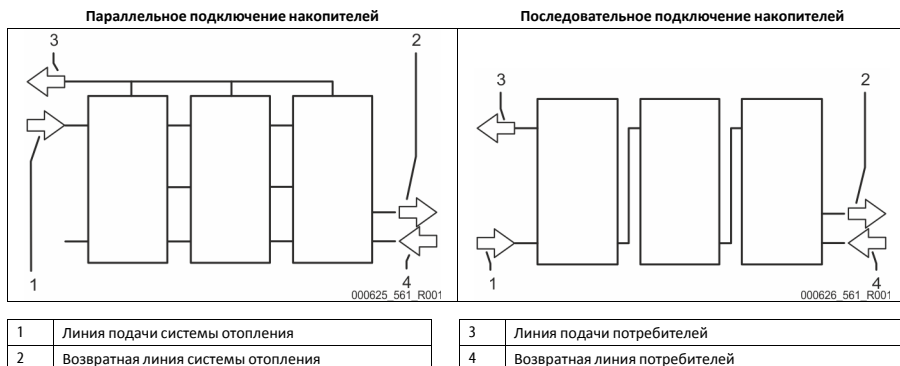 Параллельное подключение накопителей
Последовательное подключение накопителей
3
2
1
4
000625_561_R001
3
2
1
4
000626_561_R001
1 Линия подачи системы отопления
2 Возвратная линия системы отопления
3 Линия подачи потребителей
4 Возвратная линия потребителей